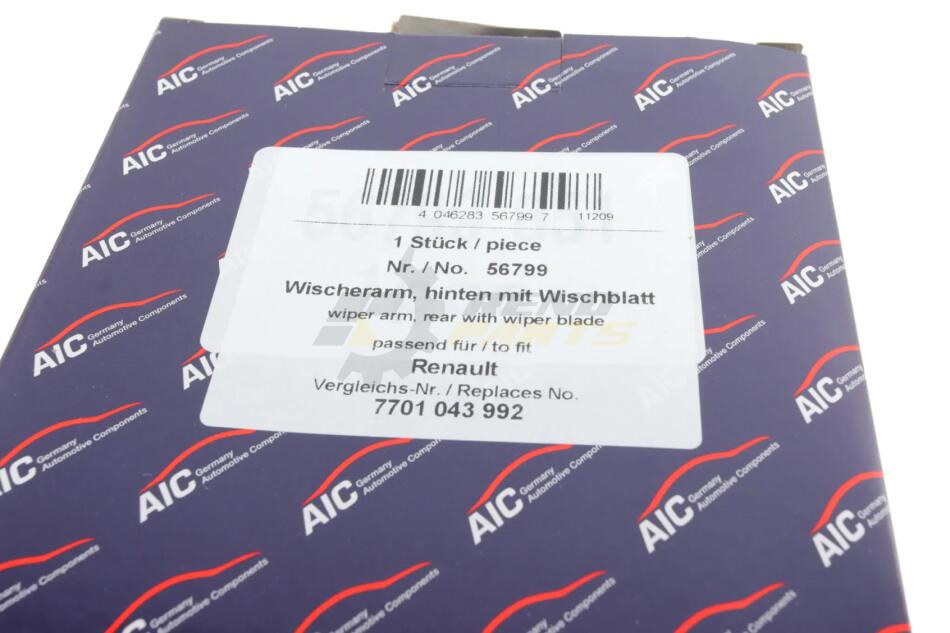 AIC Germany Automotive Components
4 046283 56799 7 11209
1 Stück / piece
Nr. / No. 56799
Wischerarm, hinten mit Wischblatt
wiper arm, rear with wiper blade
passend für / to fit
Renault
Vergleichs-Nr. / Replaces No.
7701 043 992